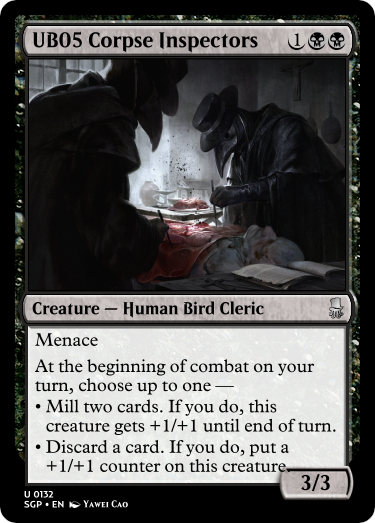 UB05 Corpse Inspectors 1
Creature — Human Bird Cleric
Menace
At the beginning of combat on your
turn, choose up to one —
• Mill two cards. If you do, this
creature gets +1/+1 until end of turn.
• Discard a card. If you do, put a
+1/+1 counter on this creature.
3/3
U 0132
SGP • EN Yawei Cao